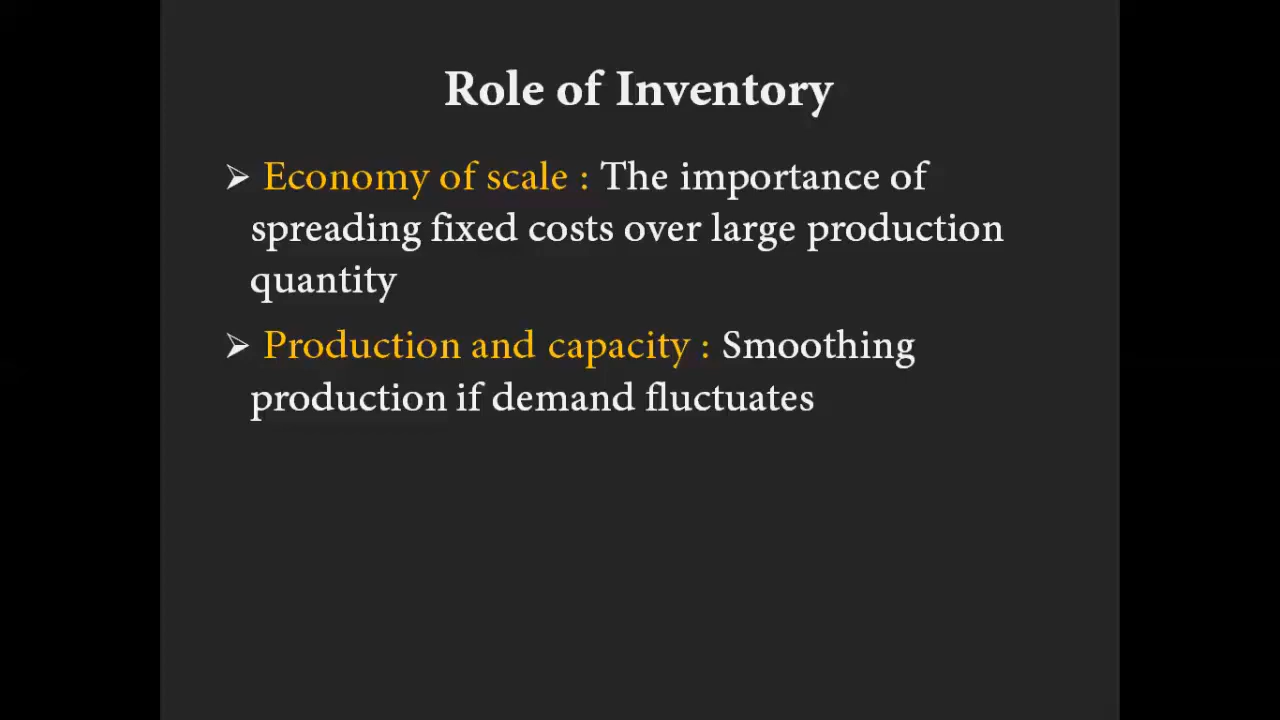 Role of Inventory
➢ Economy of scale : The importance of
spreading fixed costs over large production
quantity
➢ Production and capacity : Smoothing
production if demand fluctuates